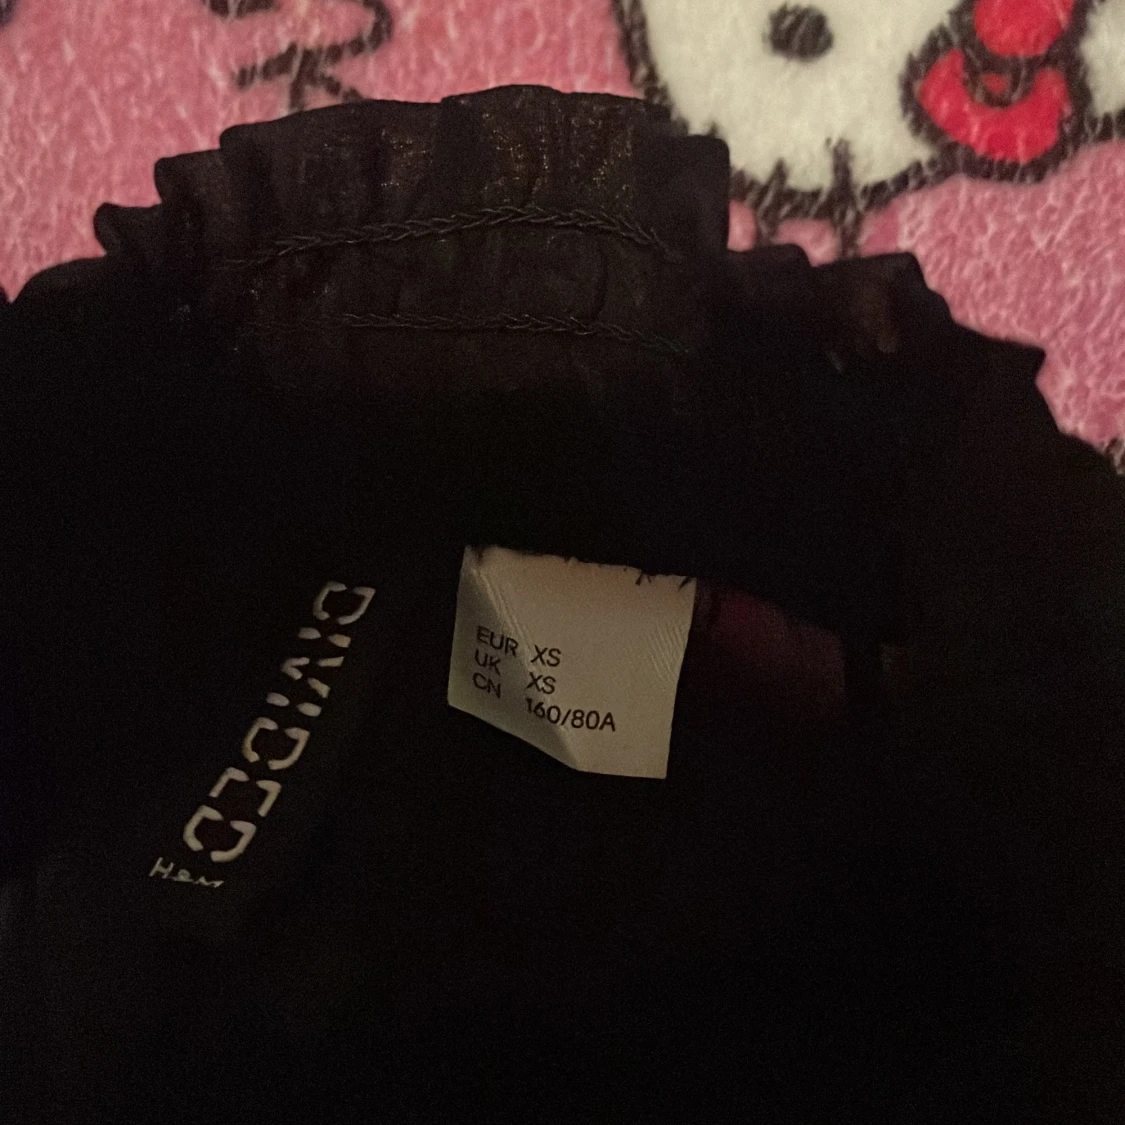 DIVIDED
EUR XS
UK XS
CN 160/80A